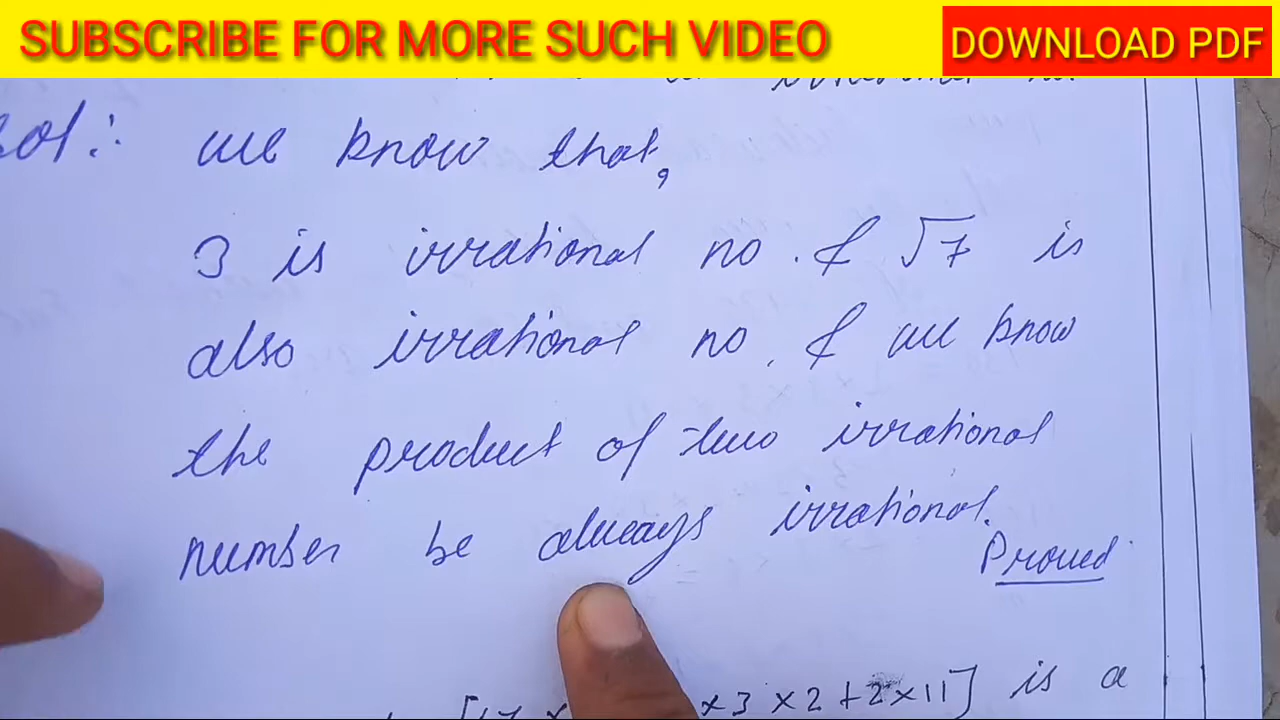 SUBSCRIBE FOR MORE SUCH VIDEO
DOWNLOAD PDF
sol:. we know that,
3 is irrational no. & √7 is
also irrational no. & we know
the product of two irrational
number be always irrational.
Proved
×3×2+2×11] is a